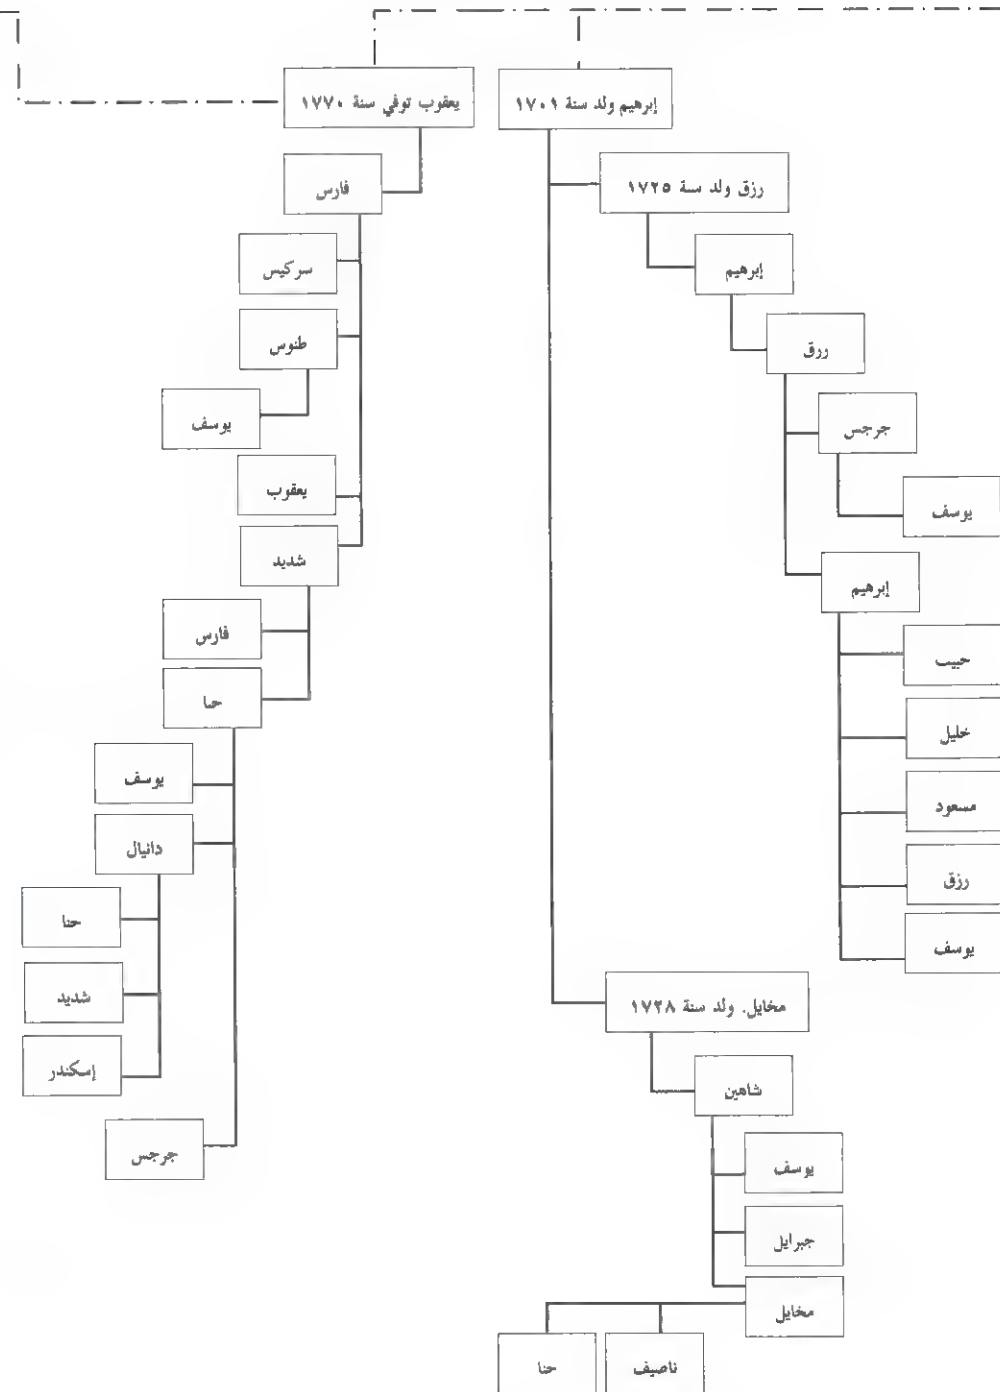 إبرهيم ولد سنة ١٧٠١
رزق ولد سنة ١٧٢٥
إبرهيم
ررق
جرجس
يوسف
إبرهيم
حبيب
خليل
مسعود
رزق
يوسف
مخايل. ولد سنة ١٧٢٨
شاهين
يوسف
جبرايل
مخايل
ناصيف
حنا
يعقوب توفي سنة ١٧٧٠
فارس
سركيس
طنوس
يوسف
يعقوب
شديد
فارس
حنا
يوسف
دانيال
حنا
شديد
إسكندر
جرجس